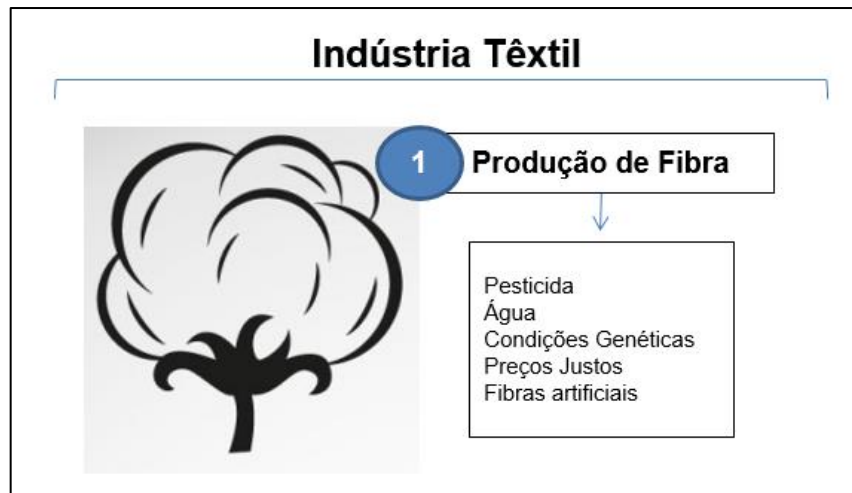 Indústria Têxtil
1
Produção de Fibra
Pesticida
Água
Condições Genéticas
Preços Justos
Fibras artificiais